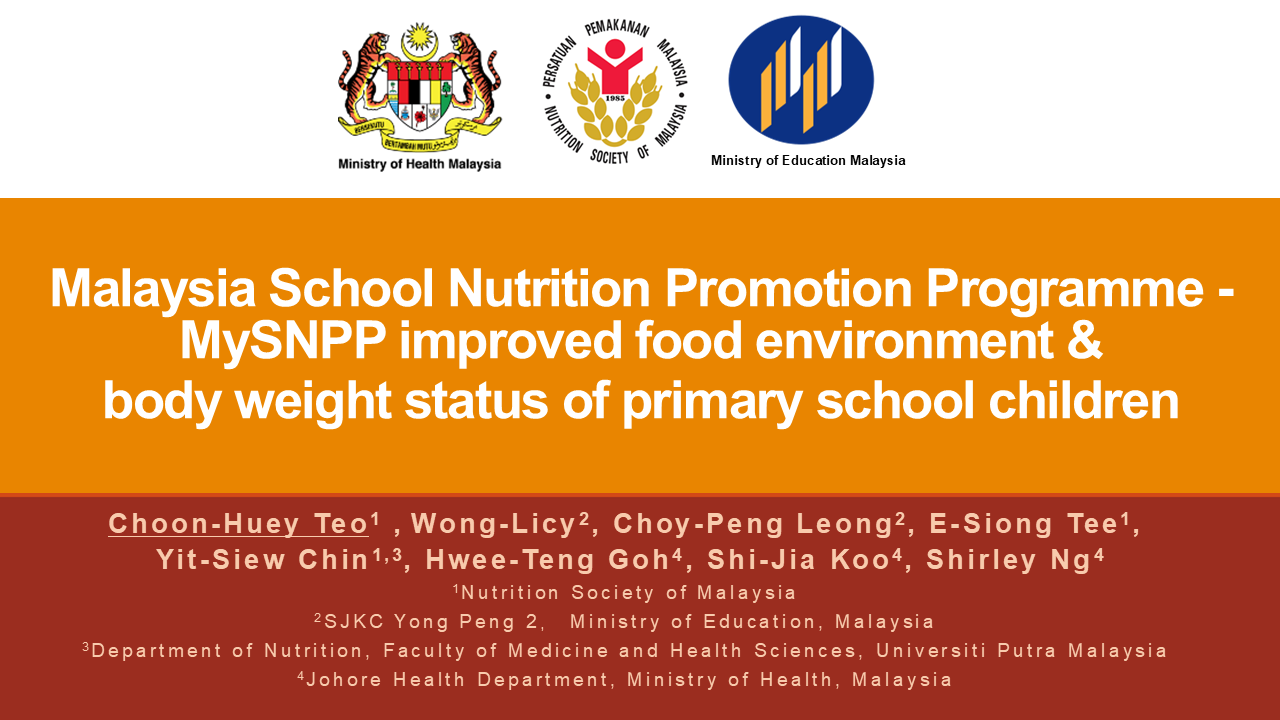 BERSEKUTU BERTAMBAH MUTU
Ministry of Health Malaysia
PERSATUAN PEMAKANAN MALAYSIA
1985
• NUTRITION SOCIETY OF MALAYSIA •
Ministry of Education Malaysia
Malaysia School Nutrition Promotion Programme -
MySNPP improved food environment &
body weight status of primary school children
Choon-Huey Teo¹ , Wong-Licy², Choy-Peng Leong², E-Siong Tee¹,
Yit-Siew Chin¹,³, Hwee-Teng Goh⁴, Shi-Jia Koo⁴, Shirley Ng⁴
¹Nutrition Society of Malaysia
²SJKC Yong Peng 2, Ministry of Education, Malaysia
³Department of Nutrition, Faculty of Medicine and Health Sciences, Universiti Putra Malaysia
⁴Johore Health Department, Ministry of Health, Malaysia